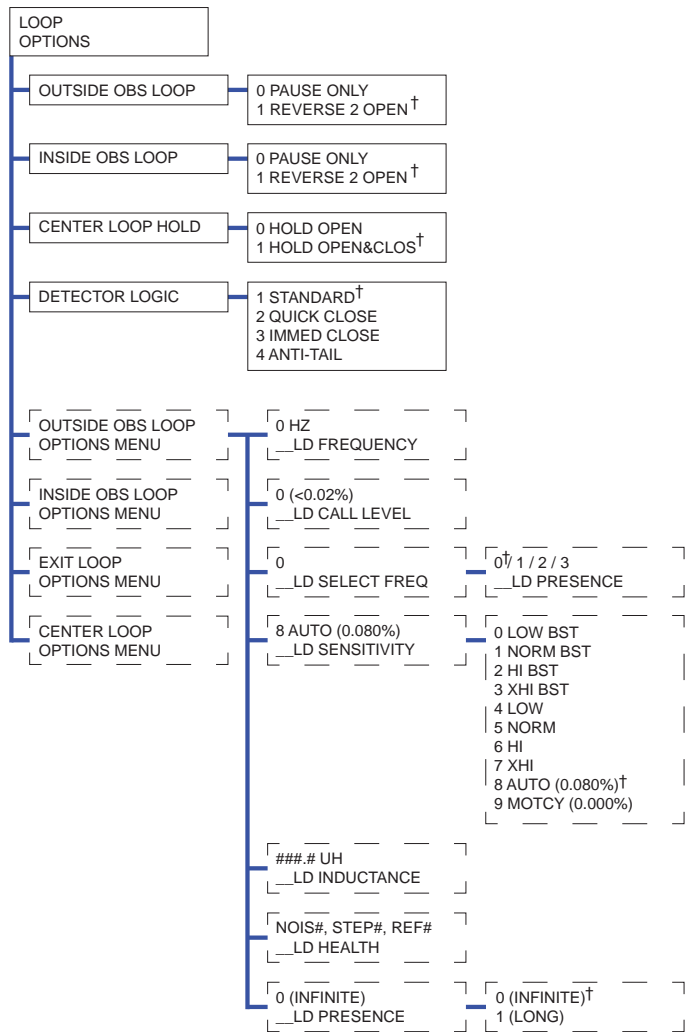 LOOP
OPTIONS
OUTSIDE OBS LOOP
0 PAUSE ONLY
1 REVERSE 2 OPEN†
INSIDE OBS LOOP
0 PAUSE ONLY
1 REVERSE 2 OPEN†
CENTER LOOP HOLD
0 HOLD OPEN
1 HOLD OPEN&CLOS†
DETECTOR LOGIC
1 STANDARD†
2 QUICK CLOSE
3 IMMED CLOSE
4 ANTI-TAIL
OUTSIDE OBS LOOP
OPTIONS MENU
0 HZ
__LD FREQUENCY
INSIDE OBS LOOP
OPTIONS MENU
0 (<0.02%)
__LD CALL LEVEL
EXIT LOOP
OPTIONS MENU
0
__LD SELECT FREQ
0†/ 1 / 2 / 3
__LD PRESENCE
CENTER LOOP
OPTIONS MENU
8 AUTO (0.080%)
__LD SENSITIVITY
0 LOW BST
1 NORM BST
2 HI BST
3 XHI BST
4 LOW
5 NORM
6 HI
7 XHI
8 AUTO (0.080%)†
9 MOTCY (0.000%)
###.# UH
__LD INDUCTANCE
NOIS#, STEP#, REF#
__LD HEALTH
0 (INFINITE)
__LD PRESENCE
0 (INFINITE)†
1 (LONG)